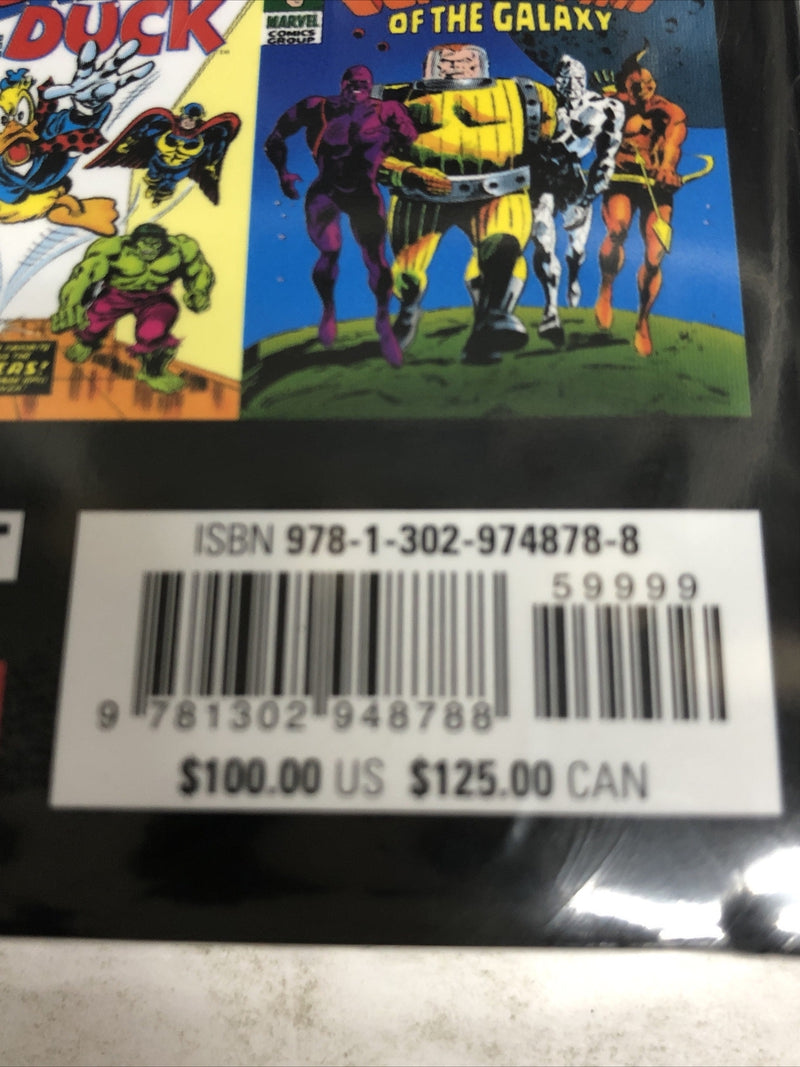 DUCK
MARVEL
COMICS
GROUP
OF THE GALAXY
ISBN 978-1-302-974878-8
59999
9 781302 948788
$100.00 US $125.00 CAN